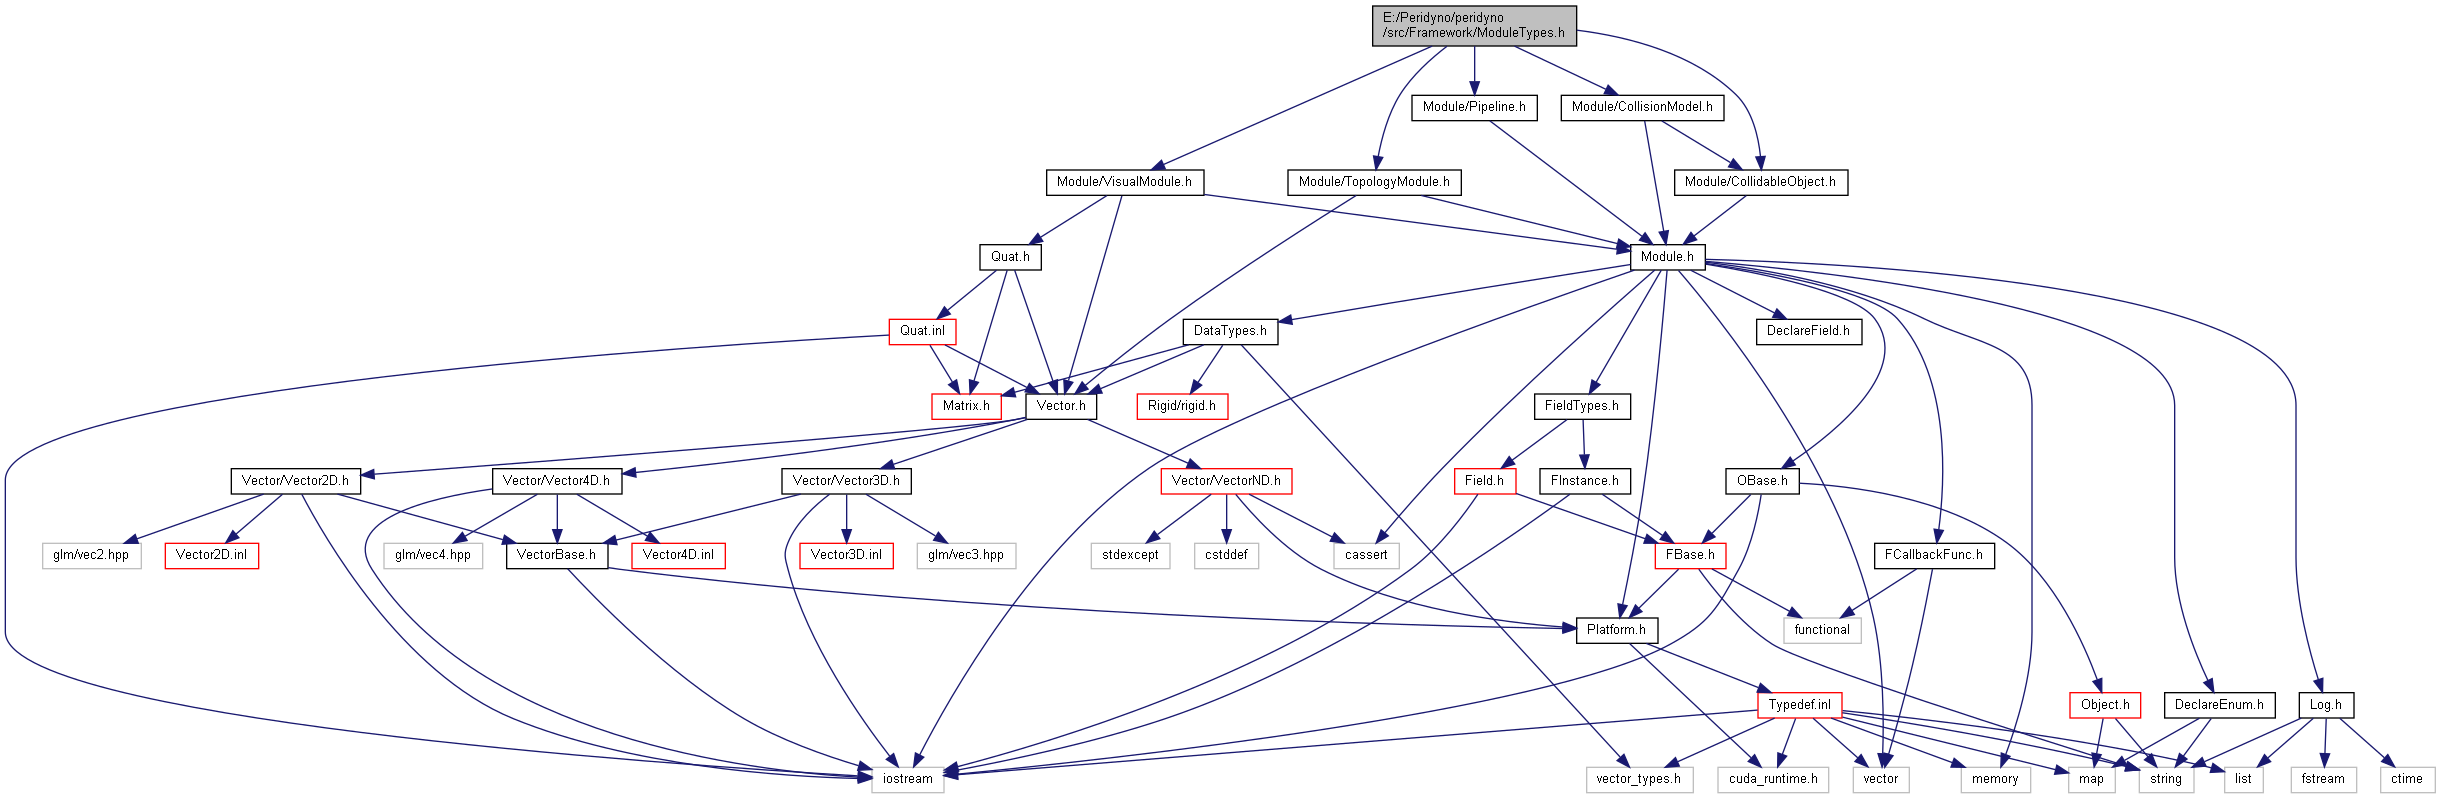 E:/Peridyno/peridyno
/src/Framework/ModuleTypes.h
Module/Pipeline.h
Module/CollisionModel.h
Module/VisualModule.h
Module/TopologyModule.h
Module/CollidableObject.h
Quat.h
Module.h
Quat.inl
DataTypes.h
DeclareField.h
Matrix.h
Vector.h
Rigid/rigid.h
FieldTypes.h
Vector/Vector2D.h
Vector/Vector4D.h
Vector/Vector3D.h
Vector/VectorND.h
Field.h
FInstance.h
OBase.h
glm/vec2.hpp
Vector2D.inl
glm/vec4.hpp
VectorBase.h
Vector4D.inl
Vector3D.inl
glm/vec3.hpp
stdexcept
cstddef
cassert
FBase.h
FCallbackFunc.h
Platform.h
functional
Typedef.inl
Object.h
DeclareEnum.h
Log.h
iostream
vector_types.h
cuda_runtime.h
vector
memory
map
string
list
fstream
ctime